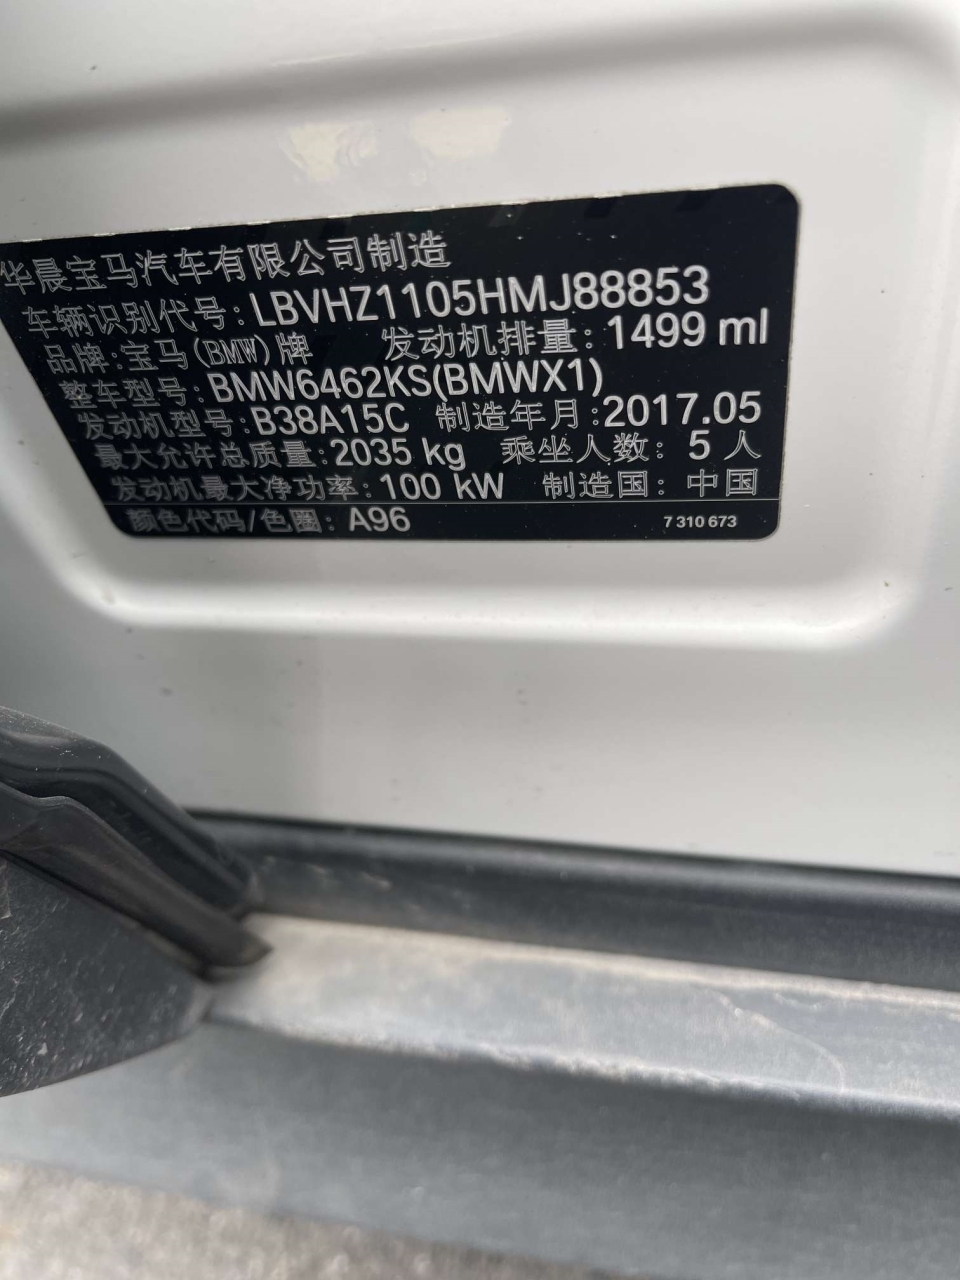 华晨宝马汽车有限公司制造
车辆识别代号：LBVHZ1105HMJ88853
品牌：宝马(BMW)牌 发动机排量：1499 ml
整车型号：BMW6462KS(BMWX1)
发动机型号：B38A15C 制造年月：2017.05
最大允许总质量：2035 kg 乘坐人数：5 人
发动机最大净功率：100 kW 制造国：中国
颜色代码/色圈：A96 7 310 673